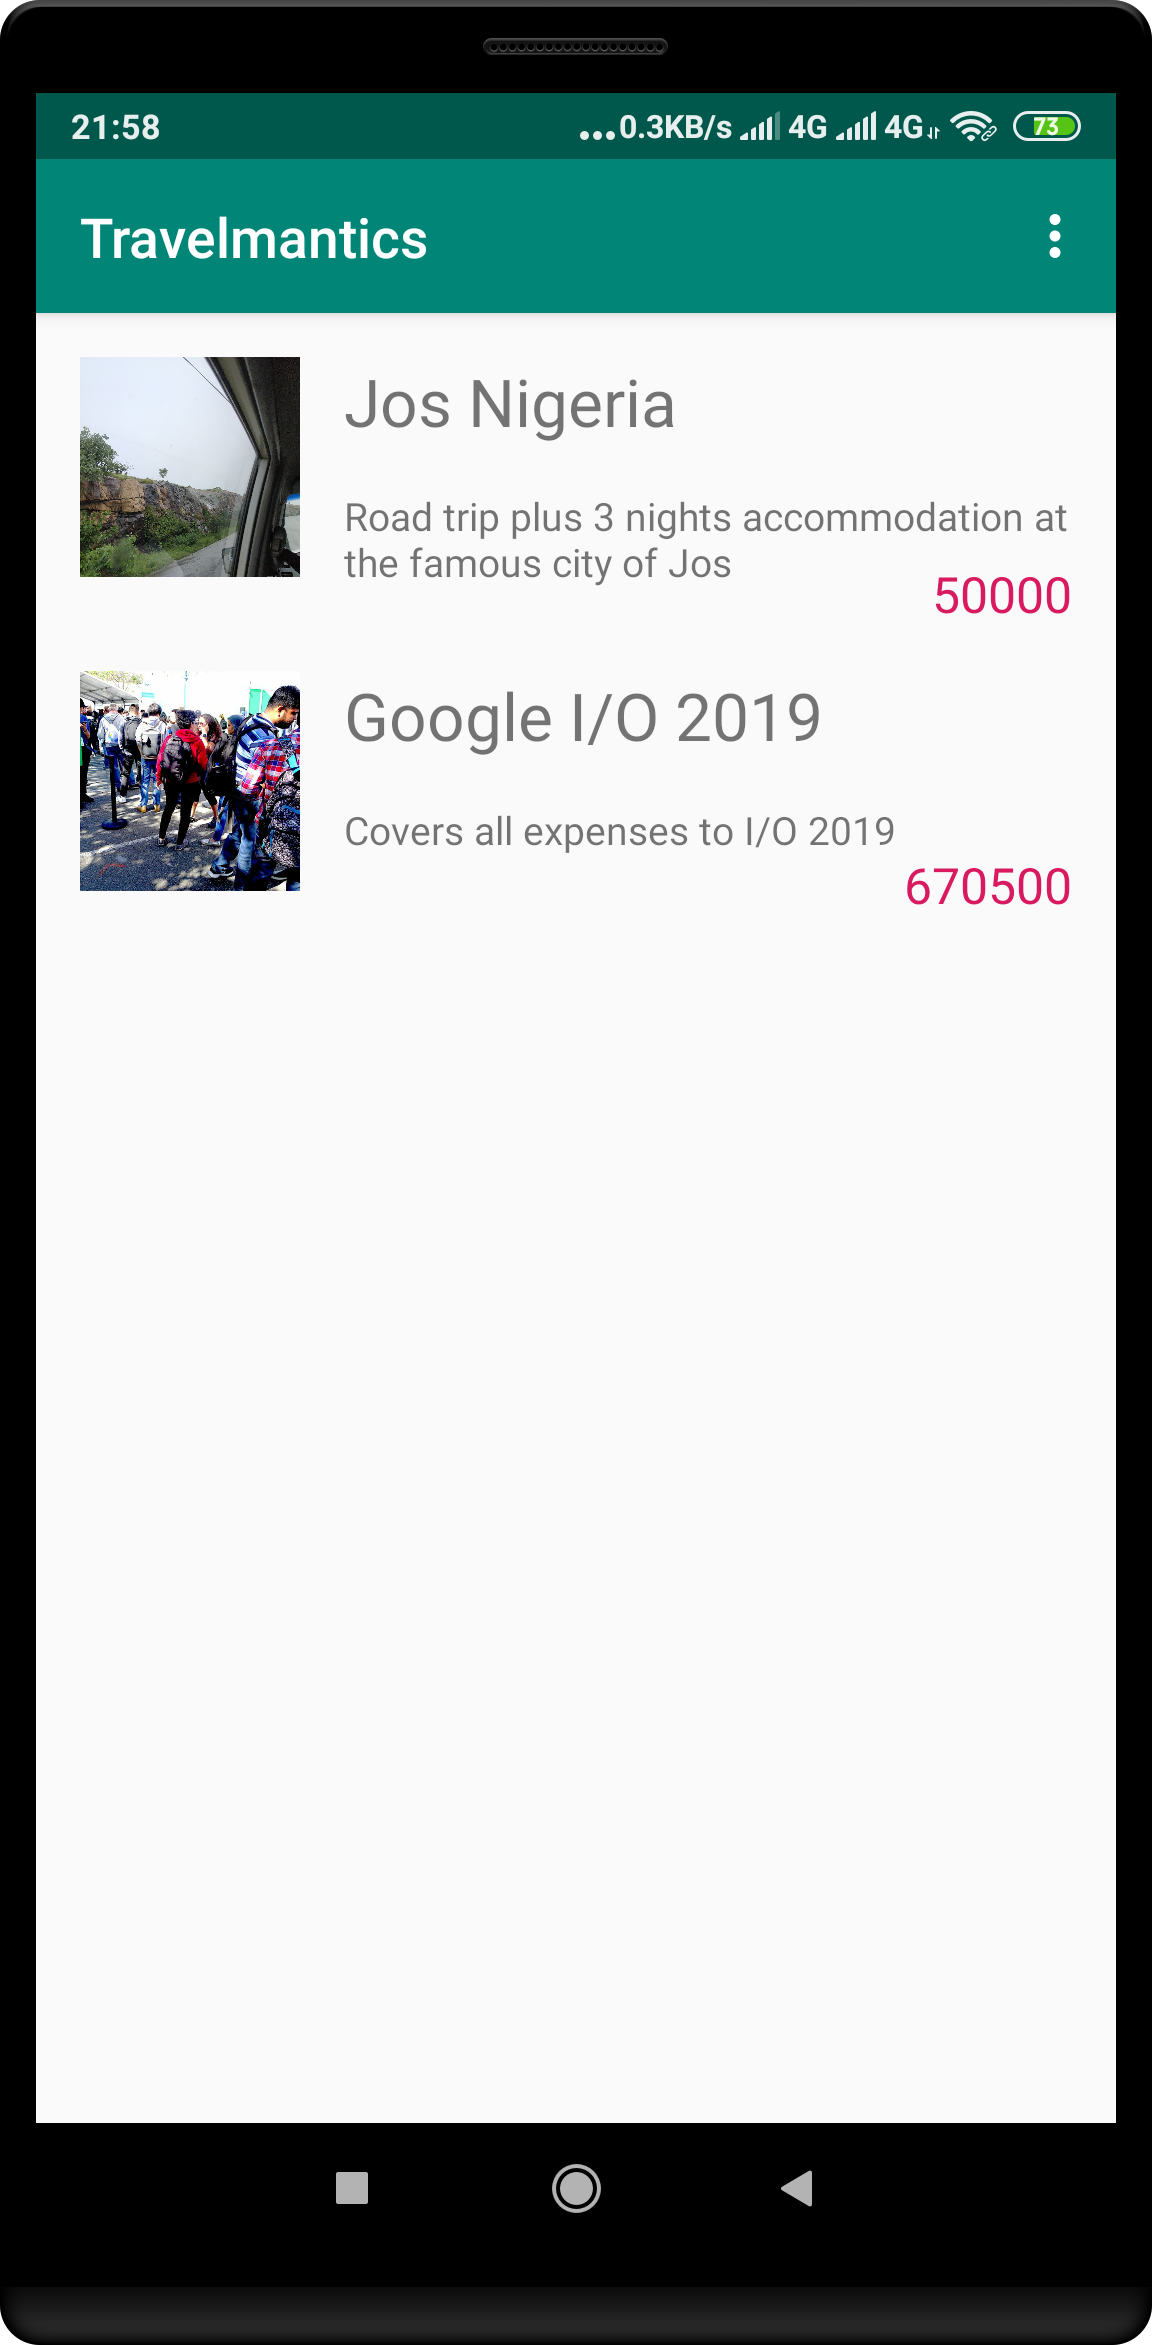 21:58
...0.3KB/s 4G 4G 73
Travelmantics
Jos Nigeria
Road trip plus 3 nights accommodation at
the famous city of Jos
50000
Google I/O 2019
Covers all expenses to I/O 2019
670500